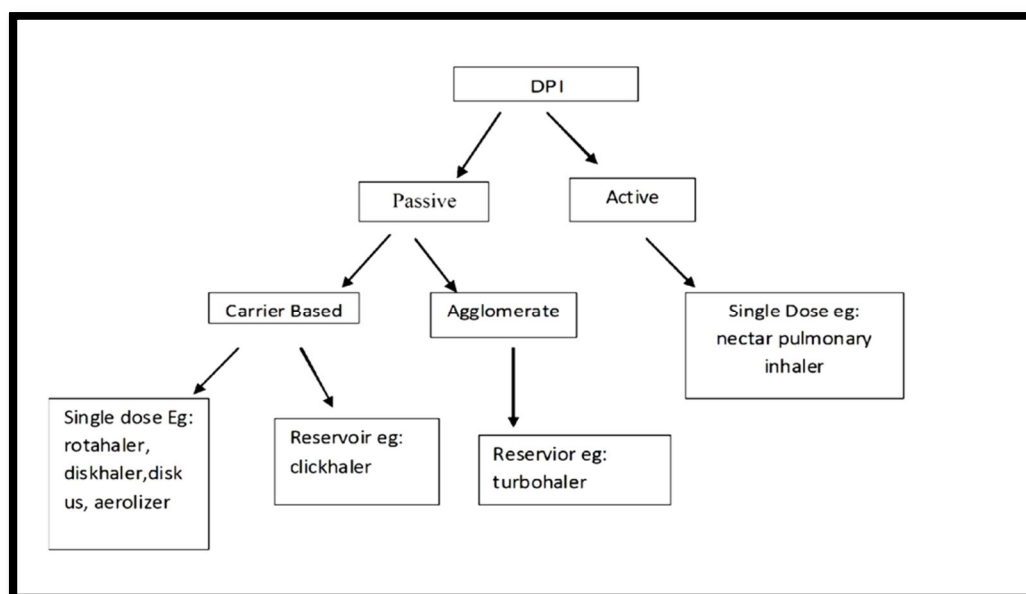 DPI
Passive
Active
Carrier Based
Agglomerate
Single Dose eg:
nectar pulmonary
inhaler
Single dose Eg:
rotahaler,
diskhaler,disk
us, aerolizer
Reservoir eg:
clickhaler
Reservior eg:
turbohaler